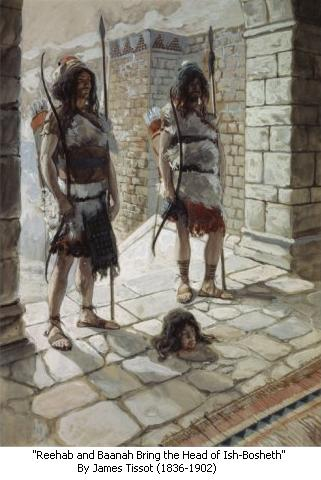 "Reehab and Baanah Bring the Head of Ish-Bosheth"
By James Tissot (1836-1902)